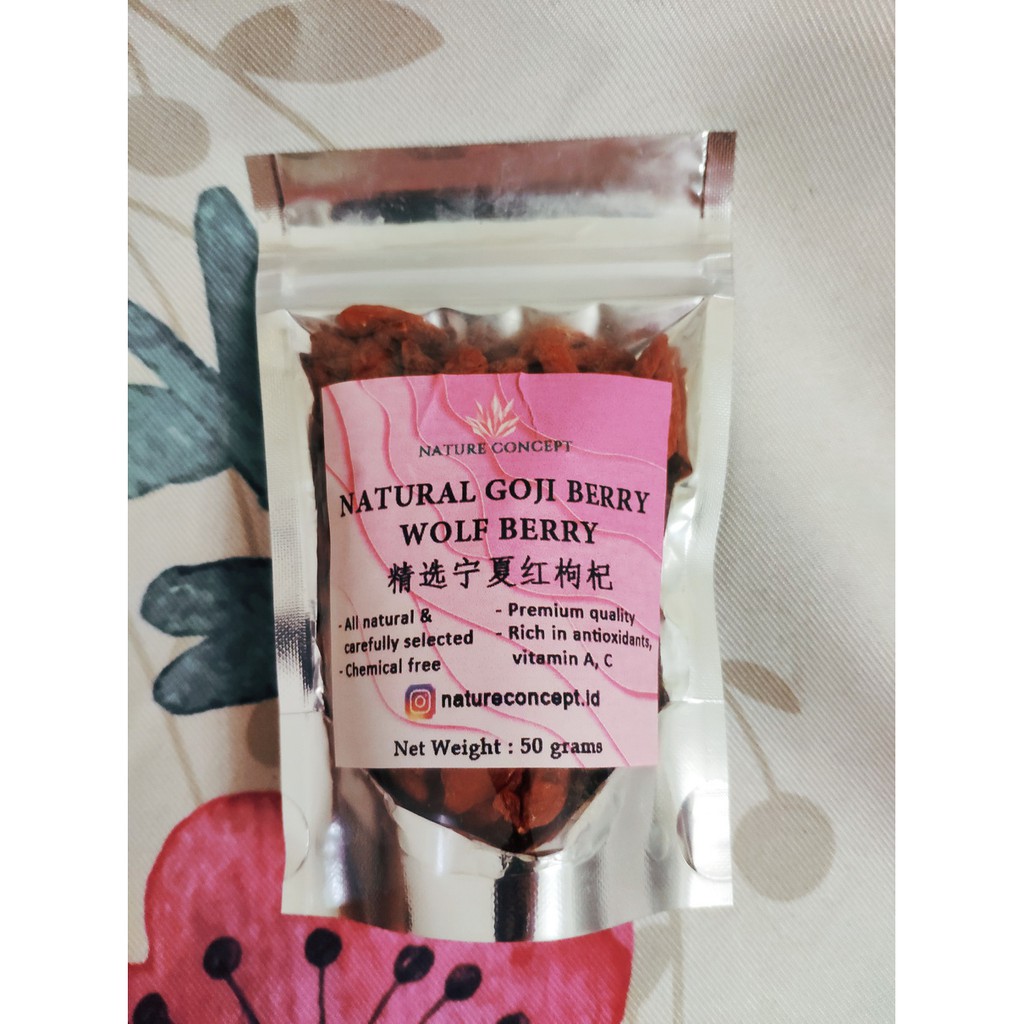 NATURE CONCEPT
NATURAL GOJI BERRY
WOLF BERRY
精选宁夏红枸杞
- All natural &
carefully selected
- Chemical free
- Premium quality
- Rich in antioxidants,
vitamin A, C
natureconcept.id
Net Weight : 50 grams